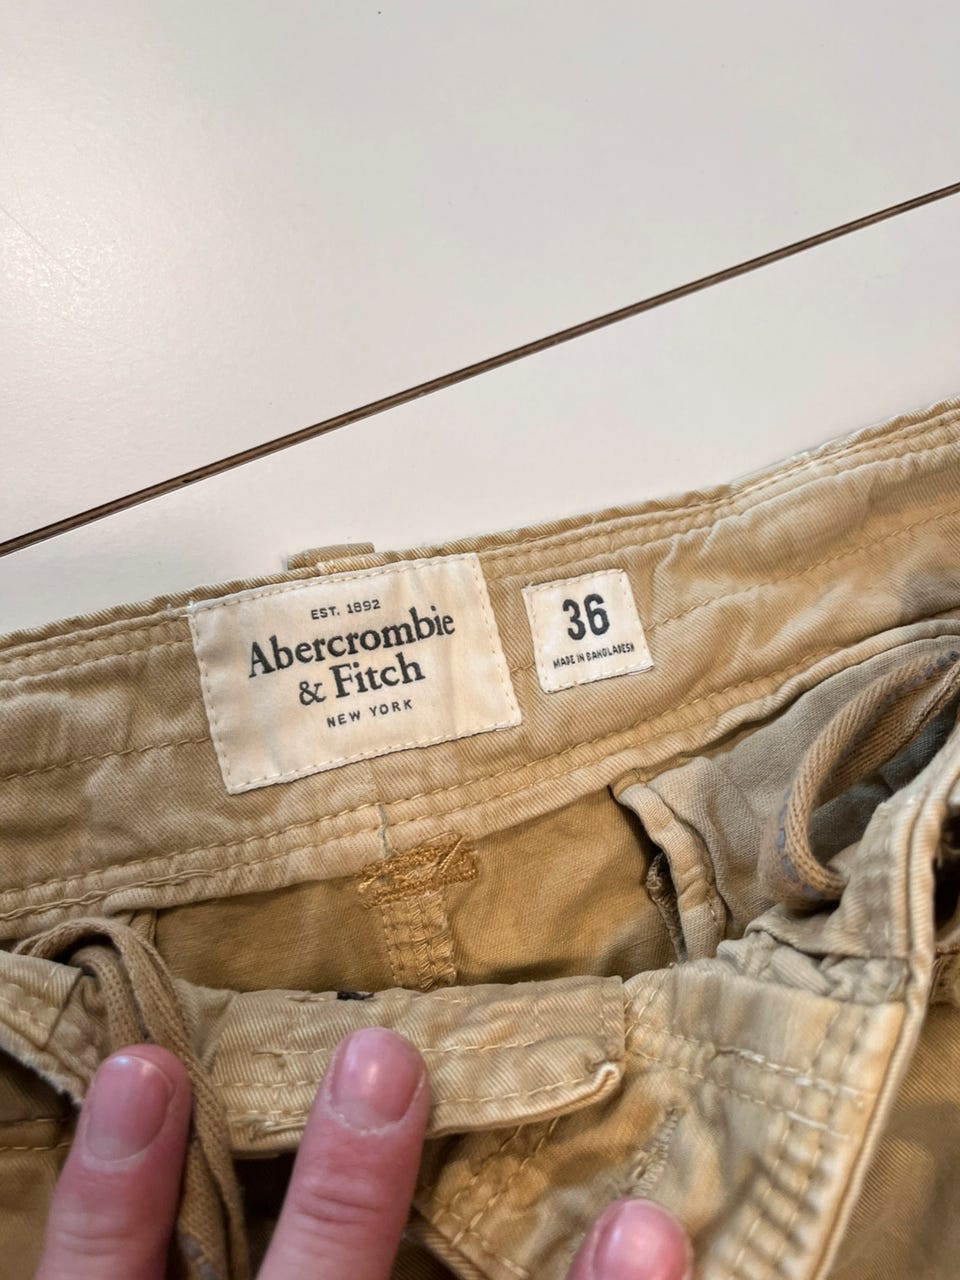 EST. 1892
Abercrombie
& Fitch
NEW YORK
36
MADE IN BANGLADESH